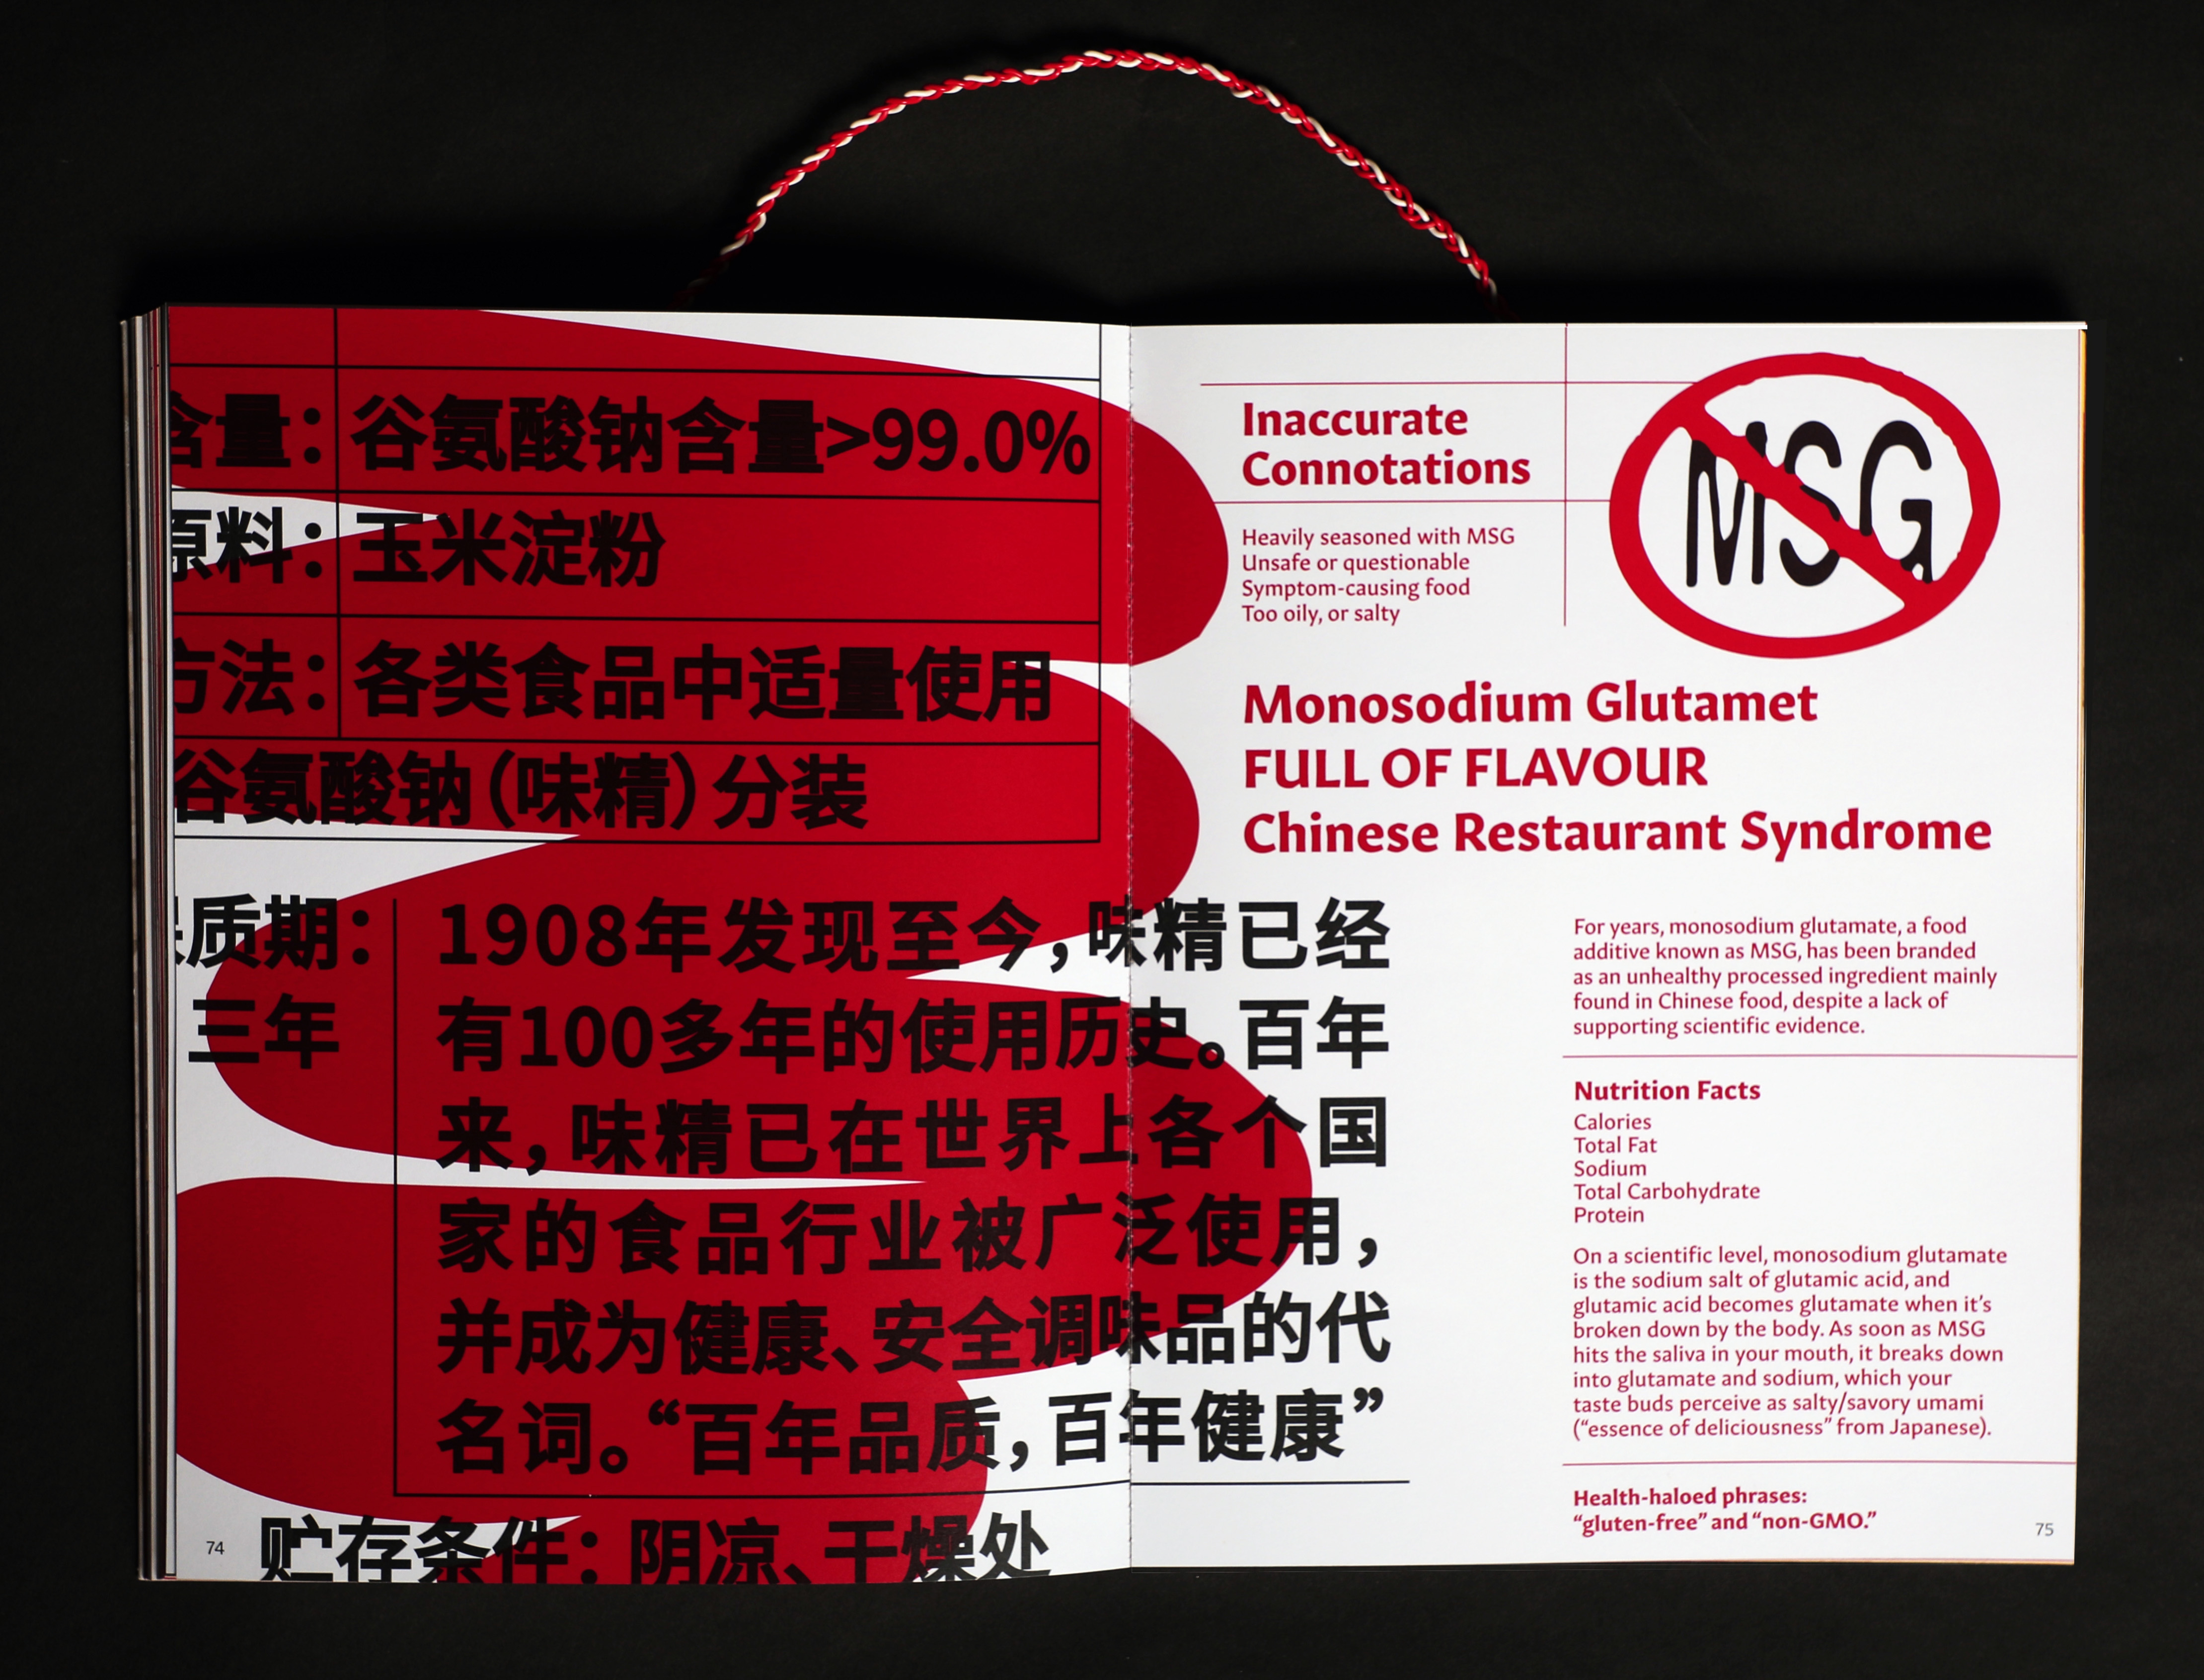 含量：谷氨酸钠含量>99.0%
原料：玉米淀粉
方法：各类食品中适量使用
谷氨酸钠（味精）分装
质期：
三年
1908年发现至今，味精已经
有100多年的使用历史。百年
来，味精已在世界上各个国
家的食品行业被广泛使用，
并成为健康、安全调味品的代
名词。“百年品质，百年健康”
贮存条件：阴凉、干燥处
74
Inaccurate
Connotations
Heavily seasoned with MSG
Unsafe or questionable
Symptom-causing food
Too oily, or salty
MSG
Monosodium Glutamet
FULL OF FLAVOUR
Chinese Restaurant Syndrome
For years, monosodium glutamate, a food
additive known as MSG, has been branded
as an unhealthy processed ingredient mainly
found in Chinese food, despite a lack of
supporting scientific evidence.
Nutrition Facts
Calories
Total Fat
Sodium
Total Carbohydrate
Protein
On a scientific level, monosodium glutamate
is the sodium salt of glutamic acid, and
glutamic acid becomes glutamate when it’s
broken down by the body. As soon as MSG
hits the saliva in your mouth, it breaks down
into glutamate and sodium, which your
taste buds perceive as salty/savory umami
(“essence of deliciousness” from Japanese).
Health-haloed phrases:
“gluten-free” and “non-GMO.”
75